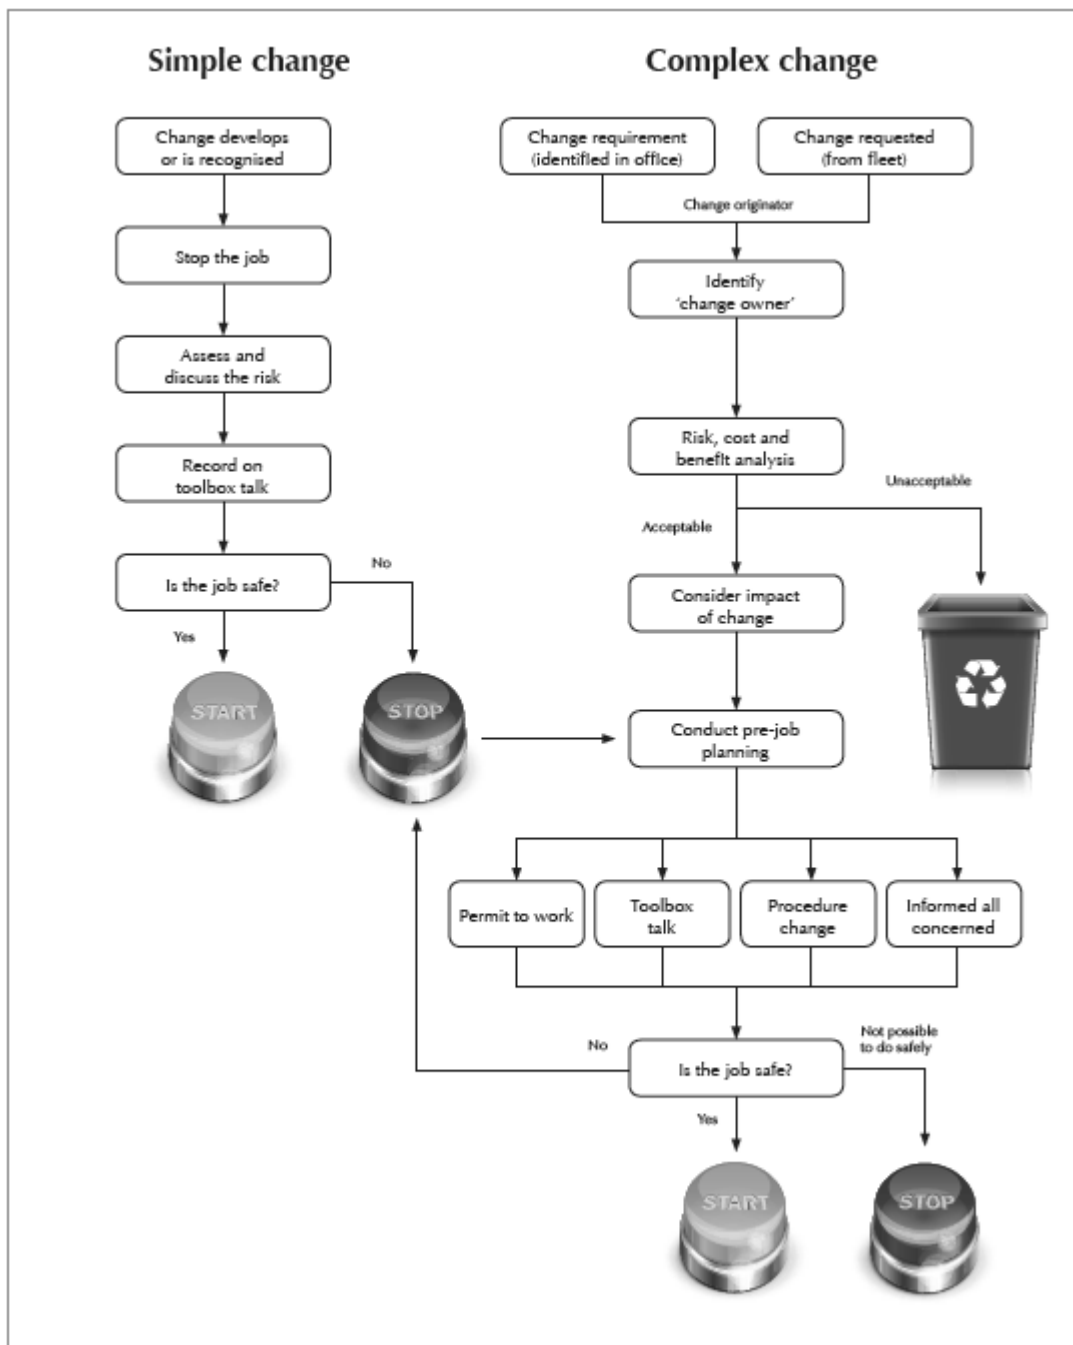 Simple change
Change develops
or is recognised
Stop the job
Assess and
discuss the risk
Record on
toolbox talk
Is the job safe?
No
Yes
START
STOP
Complex change
Change requirement
(identified in office)
Change requested
(from fleet)
Change originator
Identify
‘change owner’
Risk, cost and
benefit analysis
Unacceptable
Acceptable
Consider impact
of change
Conduct pre-job
planning
Permit to work
Toolbox
talk
Procedure
change
Informed all
concerned
No
Is the job safe?
Not possible
to do safely
Yes
START
STOP